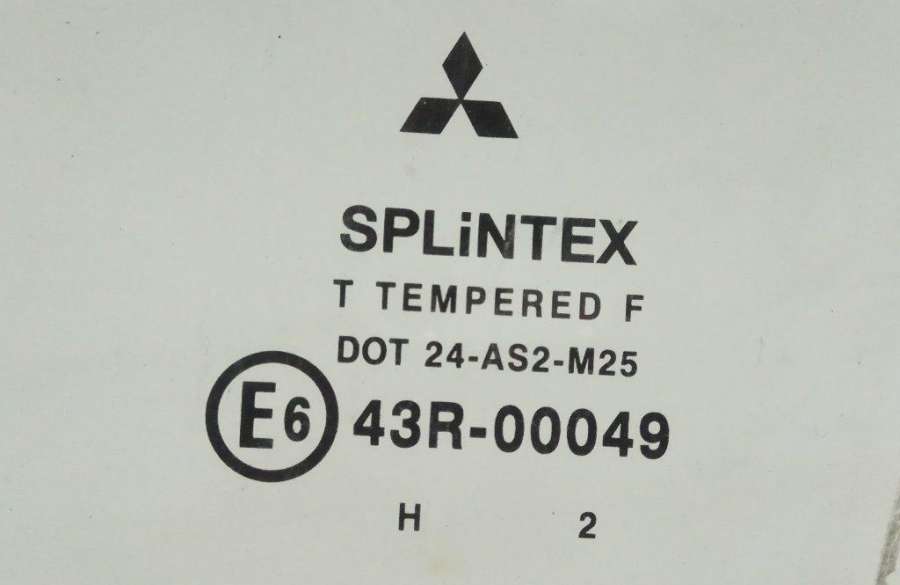 SPLiNTEX
T TEMPERED F
DOT 24-AS2-M25
E6 43R-00049
H 2